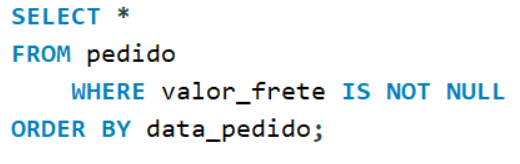 SELECT *
FROM pedido
    WHERE valor_frete IS NOT NULL
ORDER BY data_pedido;